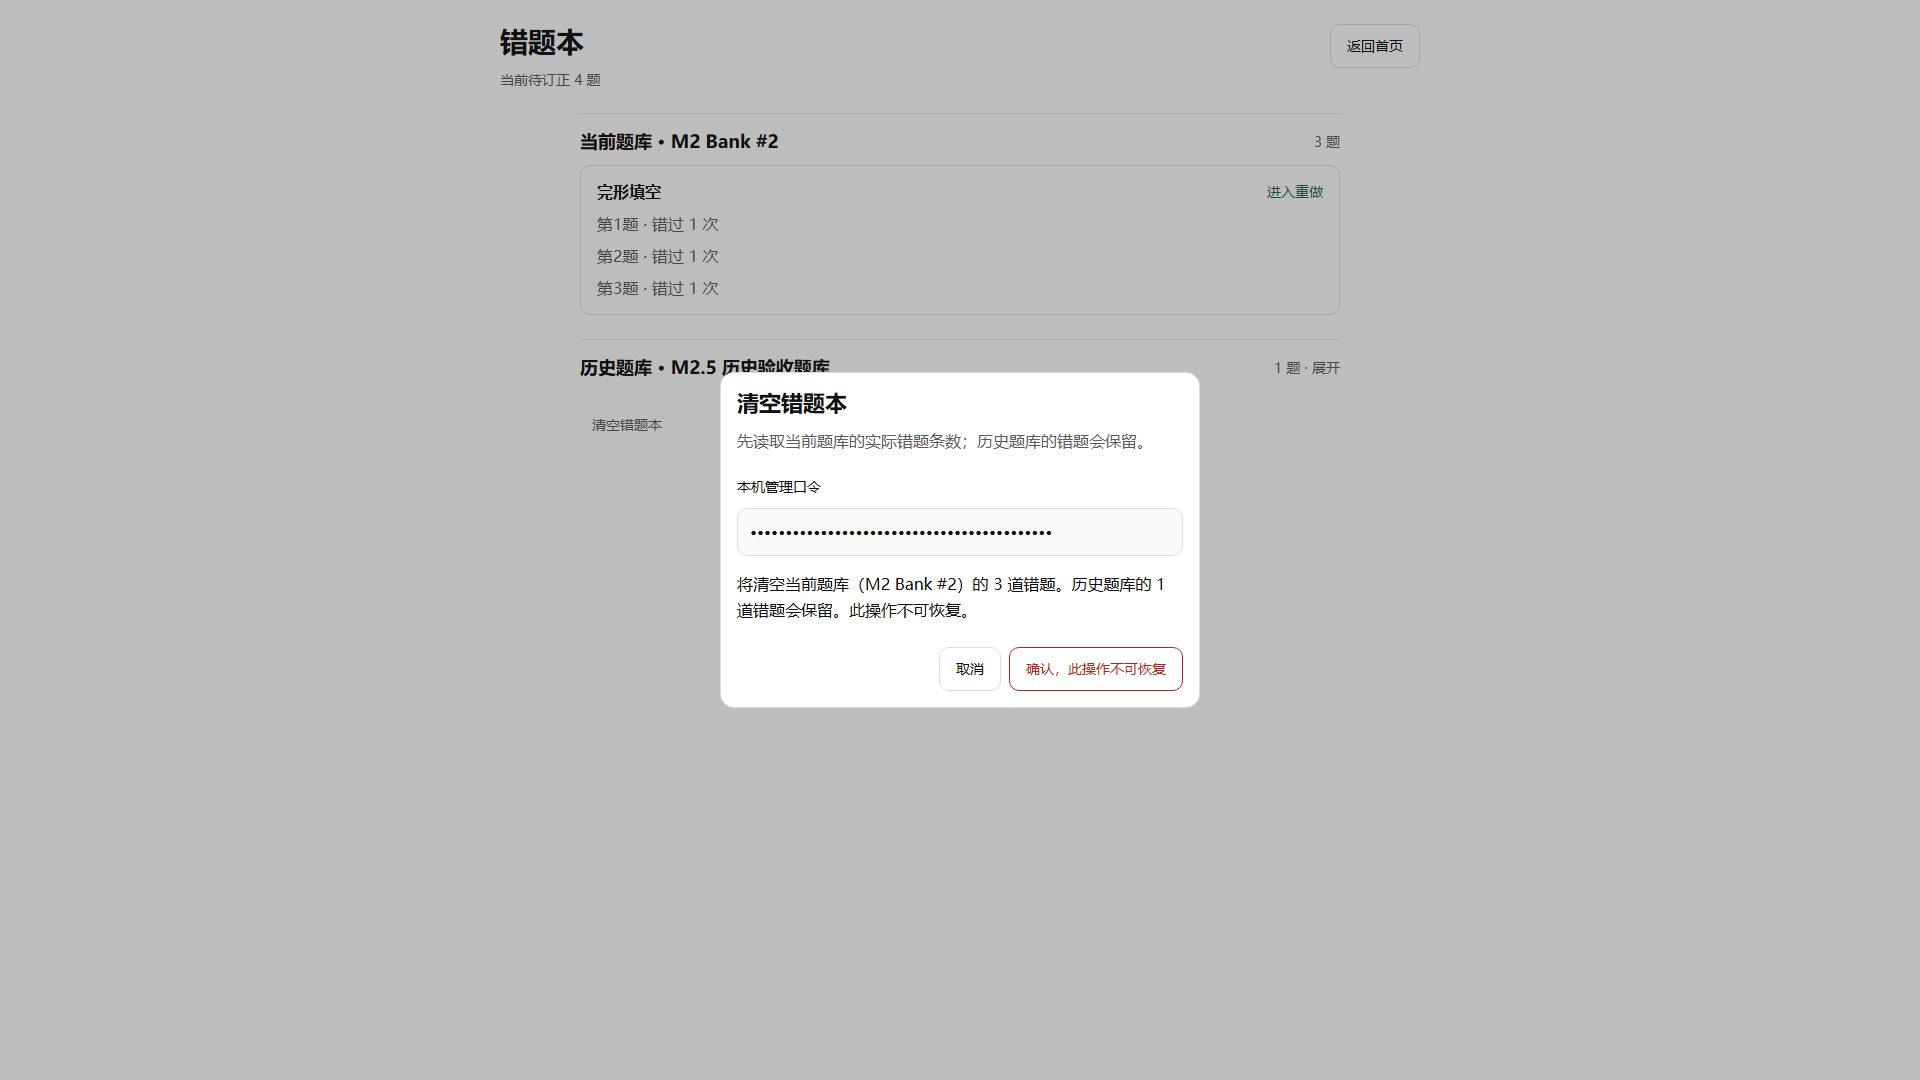 错题本
返回首页
当前待订正 4 题
当前题库 • M2 Bank #2
3 题
完形填空
进入重做
第1题 · 错过 1 次
第2题 · 错过 1 次
第3题 · 错过 1 次
历史题库 • M2.5 历史验收题库
1 题 · 展开
清空错题本
清空错题本
先读取当前题库的实际错题条数；历史题库的错题会保留。
本机管理口令
•••••••••••••••••••••••••••••••••••••••••••
将清空当前题库（M2 Bank #2）的 3 道错题。历史题库的 1
道错题会保留。此操作不可恢复。
取消
确认，此操作不可恢复